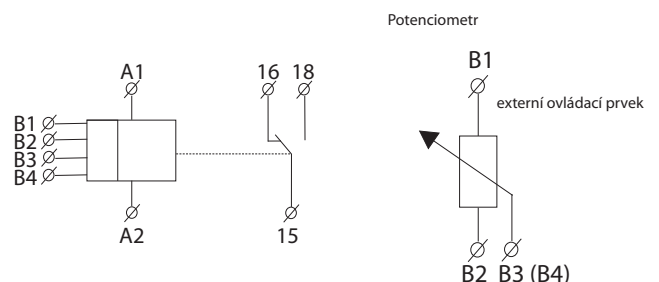 Potenciometr
A1
16 18
B1
B2
B3
B4
A2
15
B1
externí ovládací prvek
B2 B3 (B4)